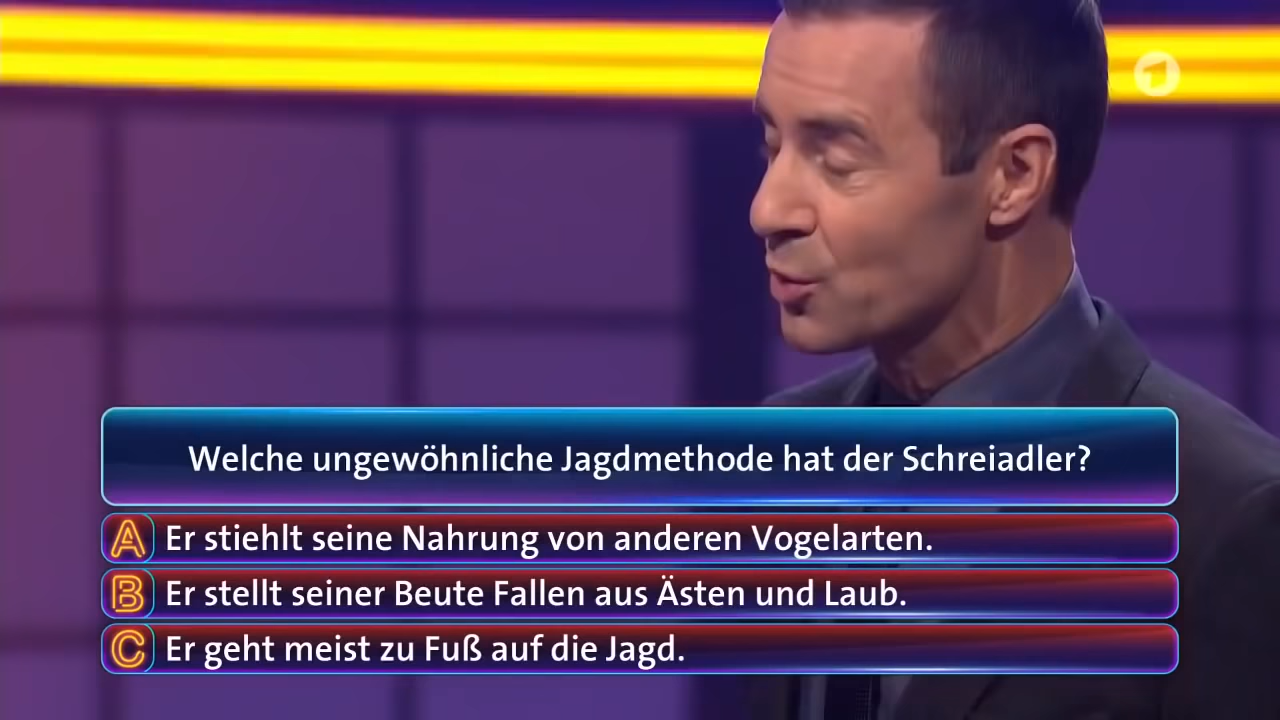 Welche ungewöhnliche Jagdmethode hat der Schreiadler?
A Er stiehlt seine Nahrung von anderen Vogelarten.
B Er stellt seiner Beute Fallen aus Ästen und Laub.
C Er geht meist zu Fuß auf die Jagd.